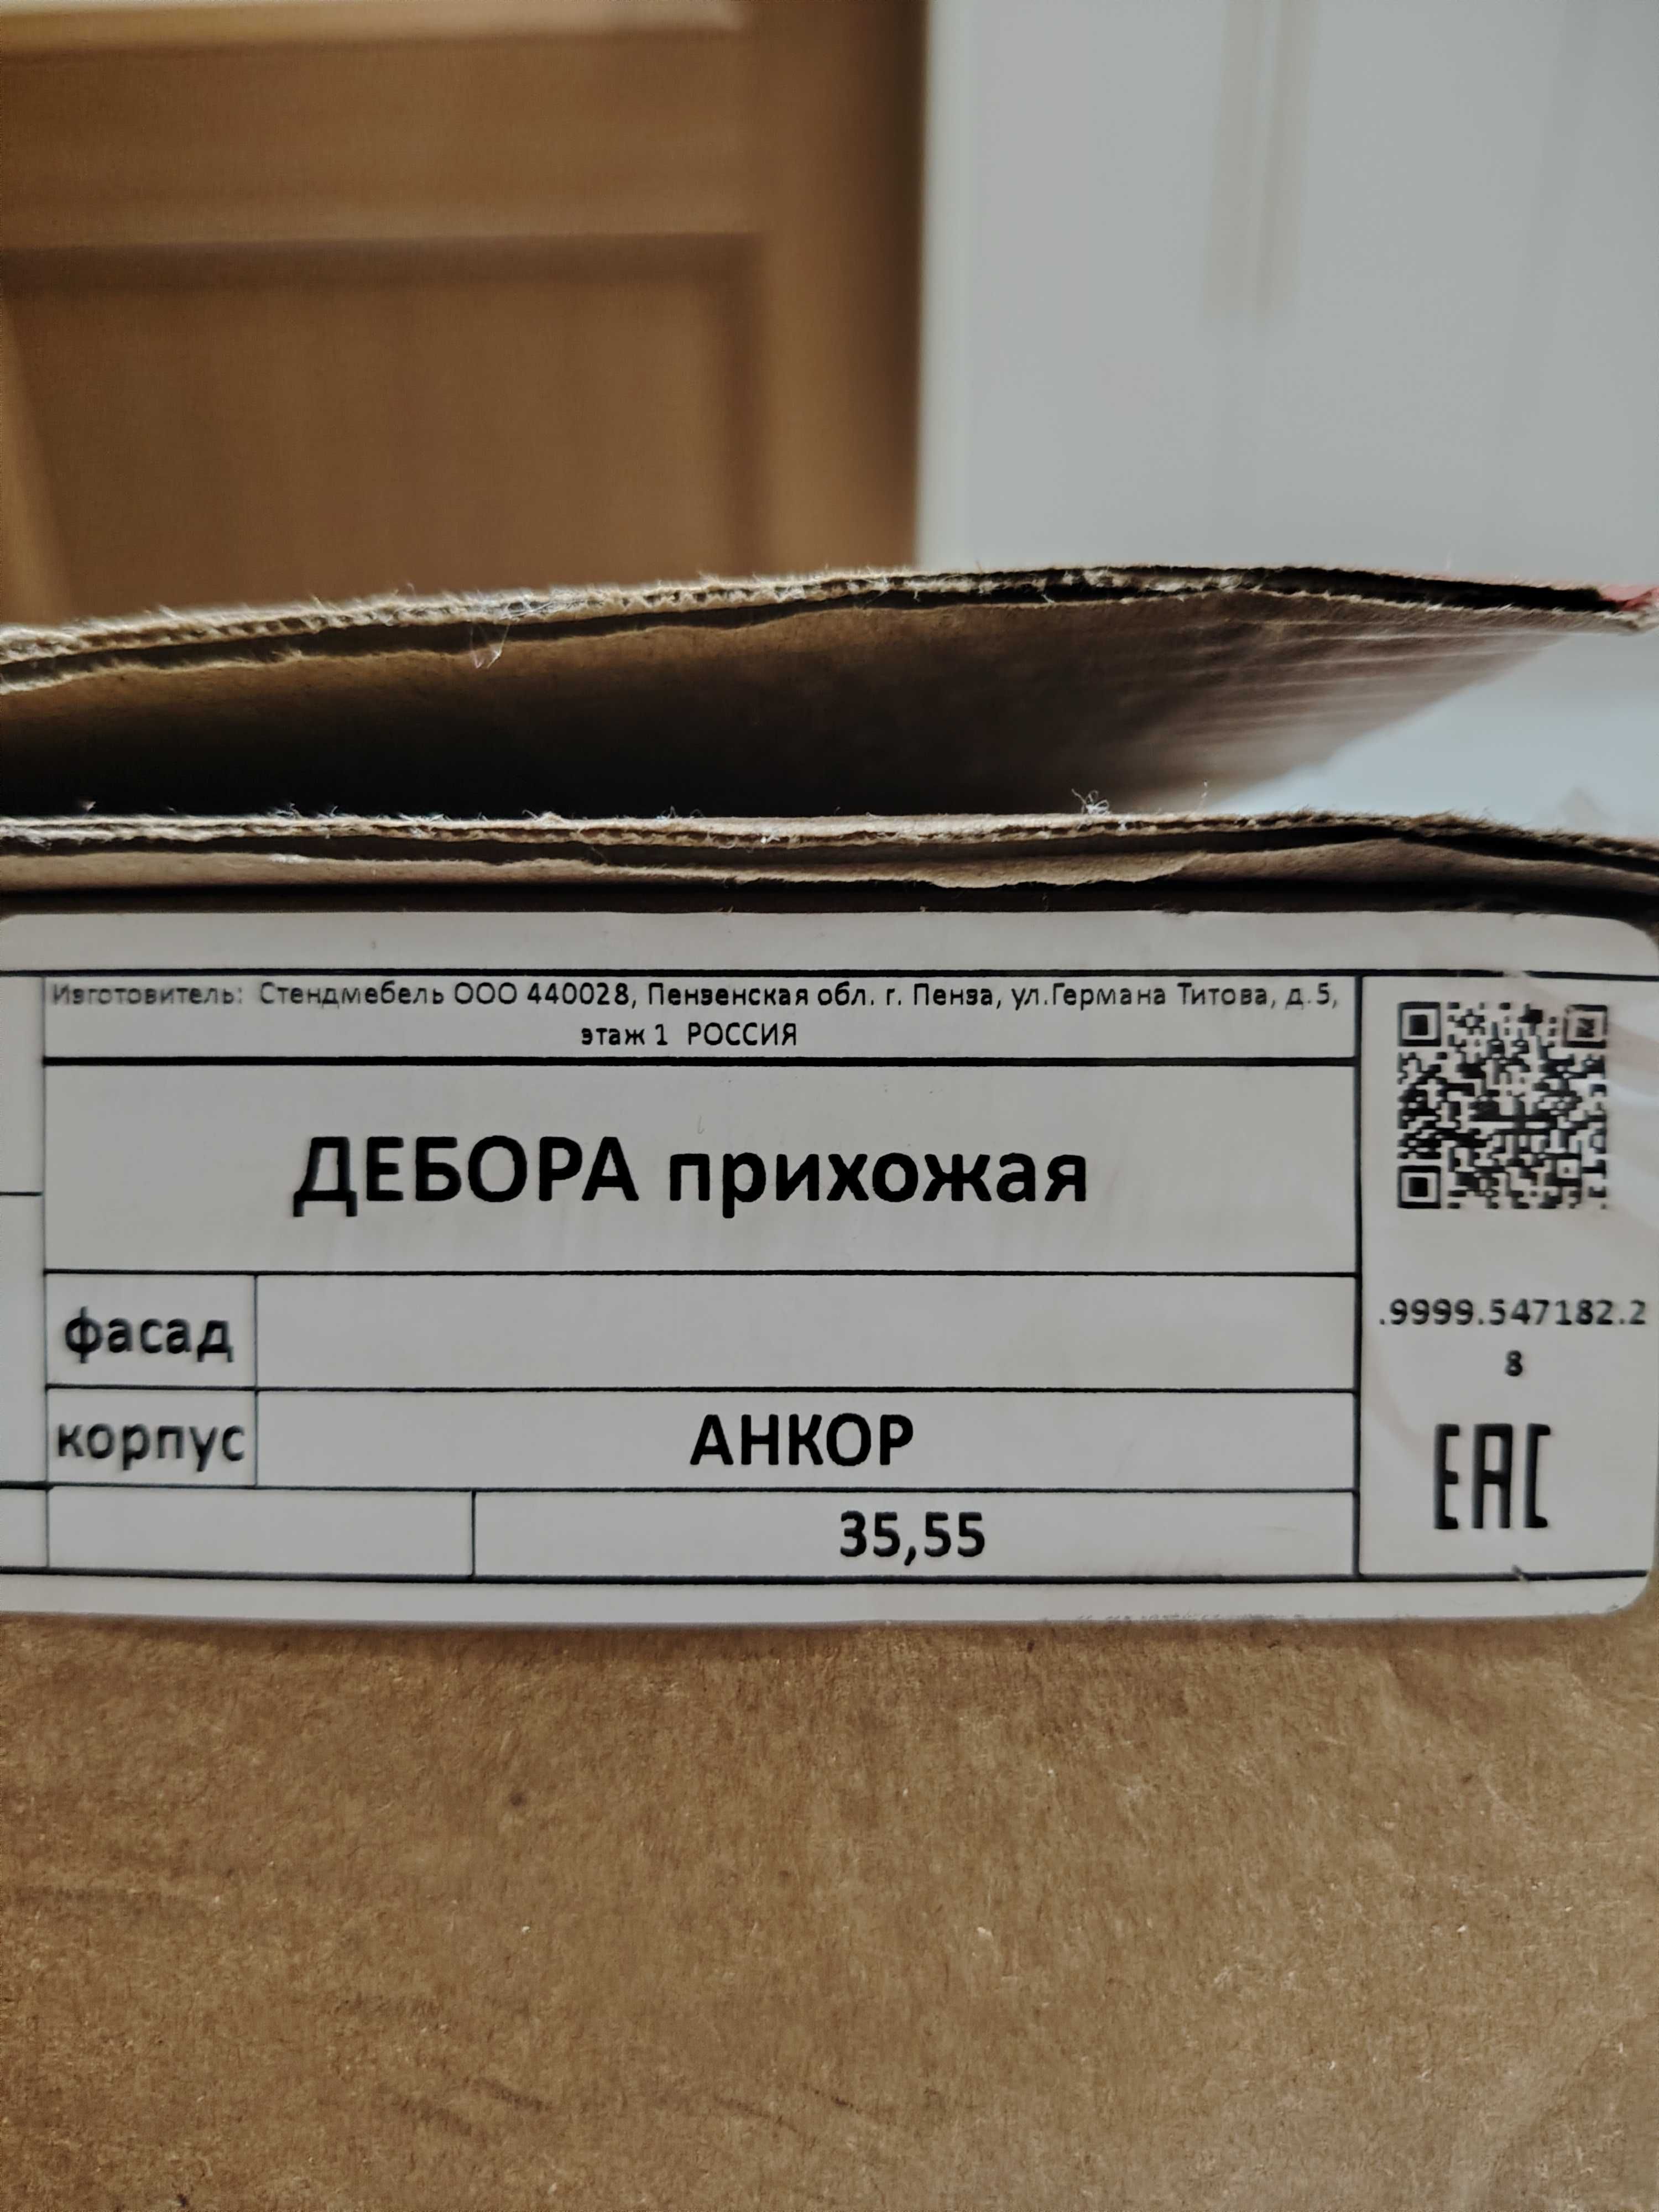 Изготовитель: Стендмебель ООО 440028, Пензенская обл. г. Пенза, ул.Германа Титова, д.5,
этаж 1 РОССИЯ
ДЕБОРА прихожая
фасад
корпус
АНКОР
35,55
.9999.547182.2
8
EAC